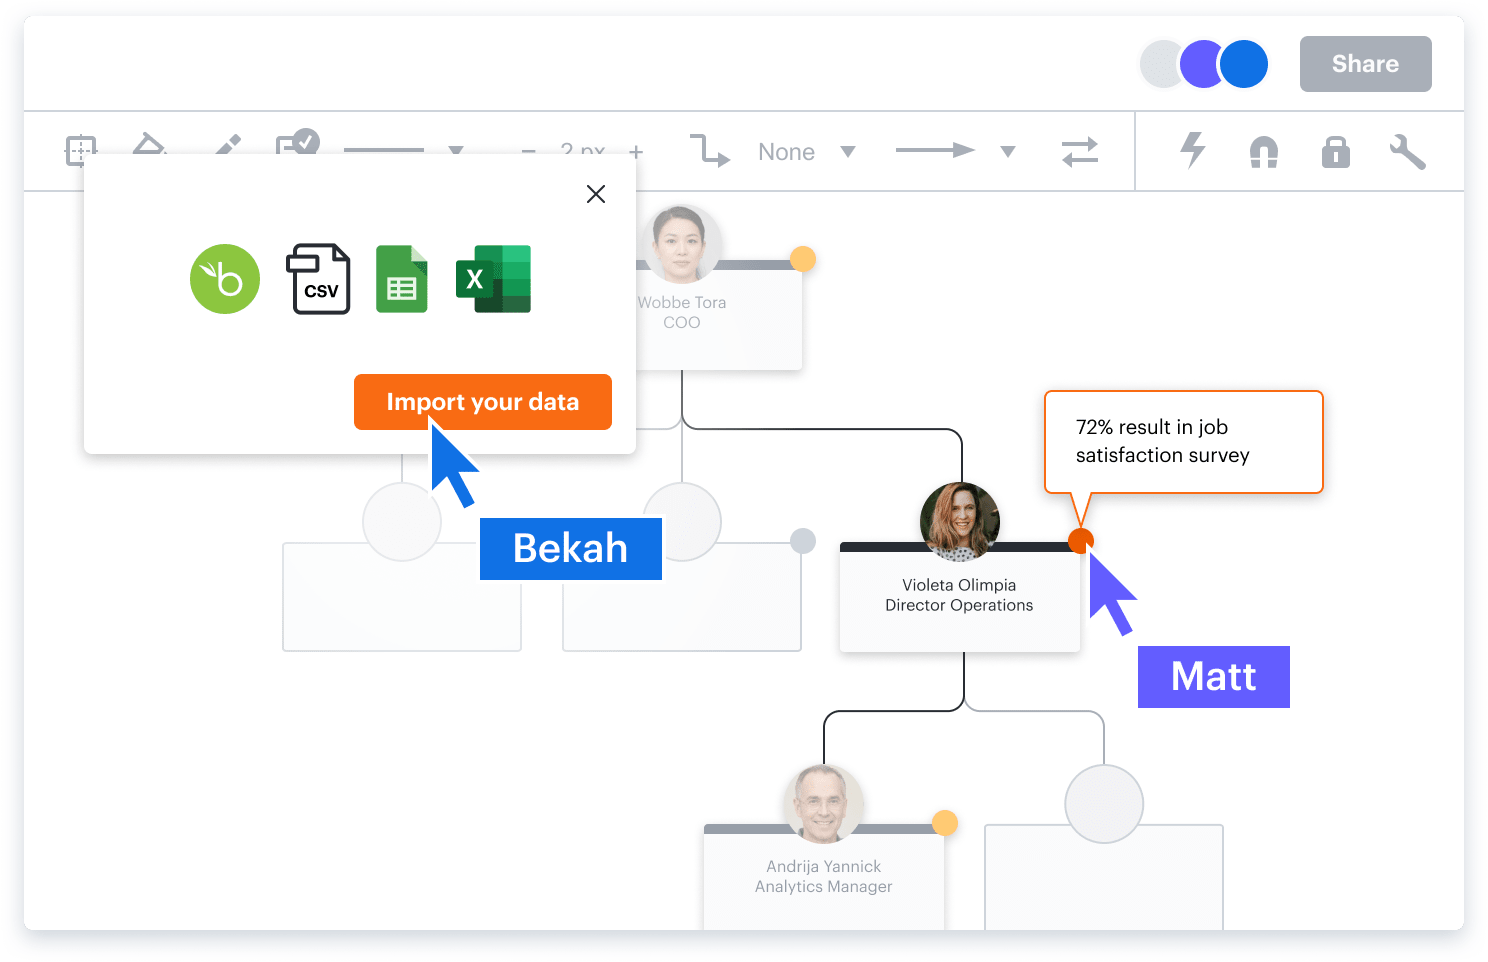 Share
2 px
None
CSV
X
b
Import your data
Wobbe Tora
COO
72% result in job
satisfaction survey
Bekah
Violeta Olimpia
Director Operations
Matt
Andrija Yannick
Analytics Manager